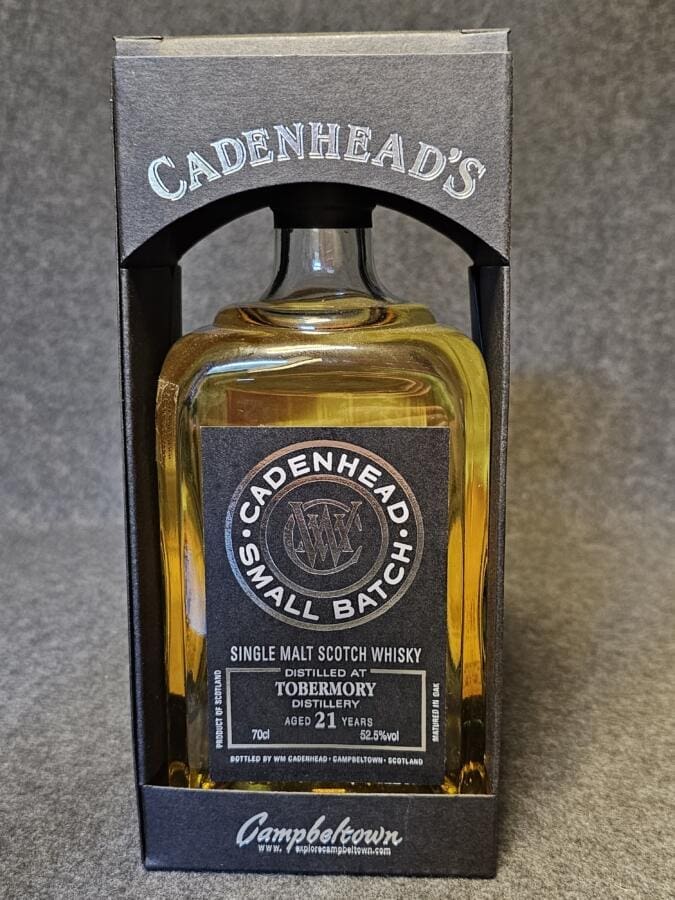 CADENHEAD'S
CADENHEAD
SMALL BATCH
SINGLE MALT SCOTCH WHISKY
DISTILLED AT
TOBERMORY
DISTILLERY
AGED 21 YEARS
70cl 52.5%vol
PRODUCT OF SCOTLAND
MATURED IN OAK
BOTTLED BY WM CADENHEAD · CAMPBELTOWN · SCOTLAND
Campbeltown
www. explorecampbeltown.com